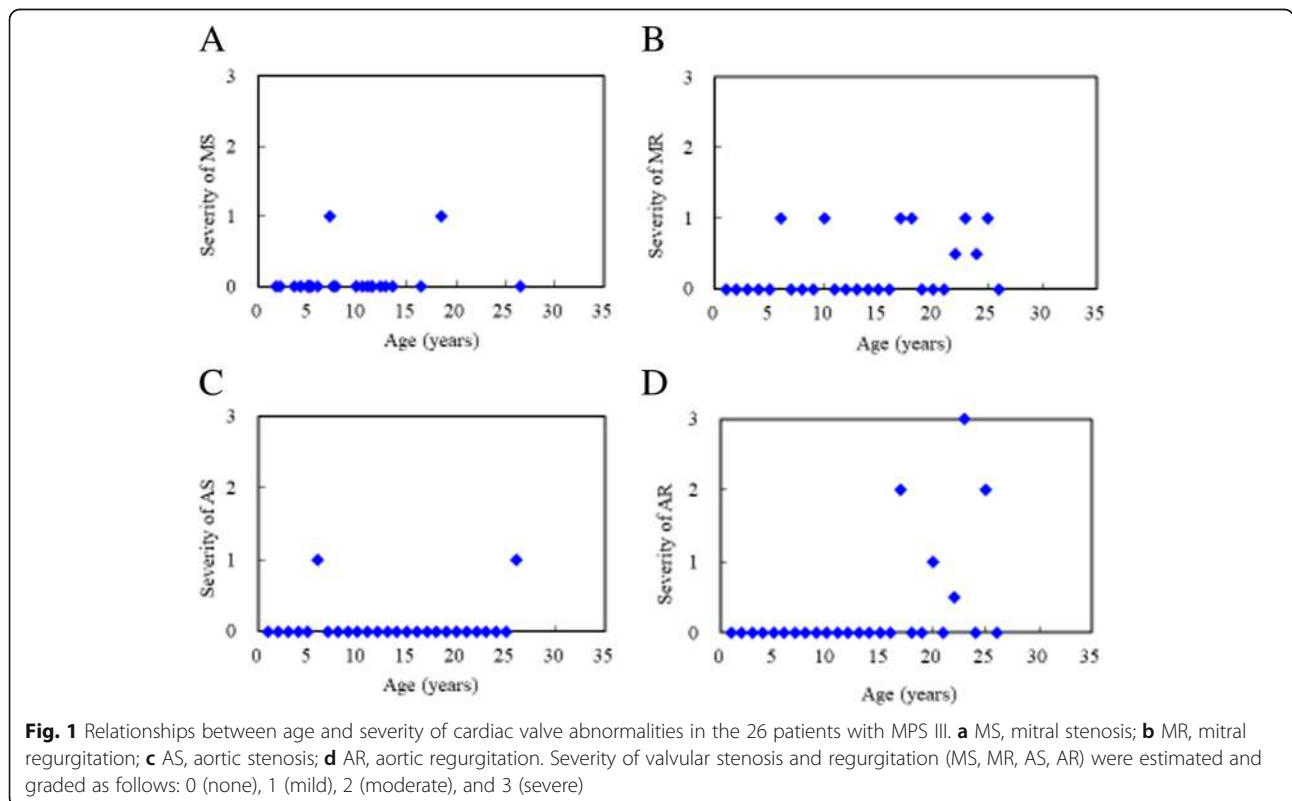 A
B
3
2
1
0
Severity of MS
0 5 10 15 20 25 30 35
Age (years)
3
2
1
0
Severity of MR
0 5 10 15 20 25 30 35
Age (years)
C
D
3
2
1
0
Severity of AS
0 5 10 15 20 25 30 35
Age (years)
3
2
1
0
Severity of AR
0 5 10 15 20 25 30 35
Age (years)
Fig. 1 Relationships between age and severity of cardiac valve abnormalities in the 26 patients with MPS III. a MS, mitral stenosis; b MR, mitral
regurgitation; c AS, aortic stenosis; d AR, aortic regurgitation. Severity of valvular stenosis and regurgitation (MS, MR, AS, AR) were estimated and
graded as follows: 0 (none), 1 (mild), 2 (moderate), and 3 (severe)